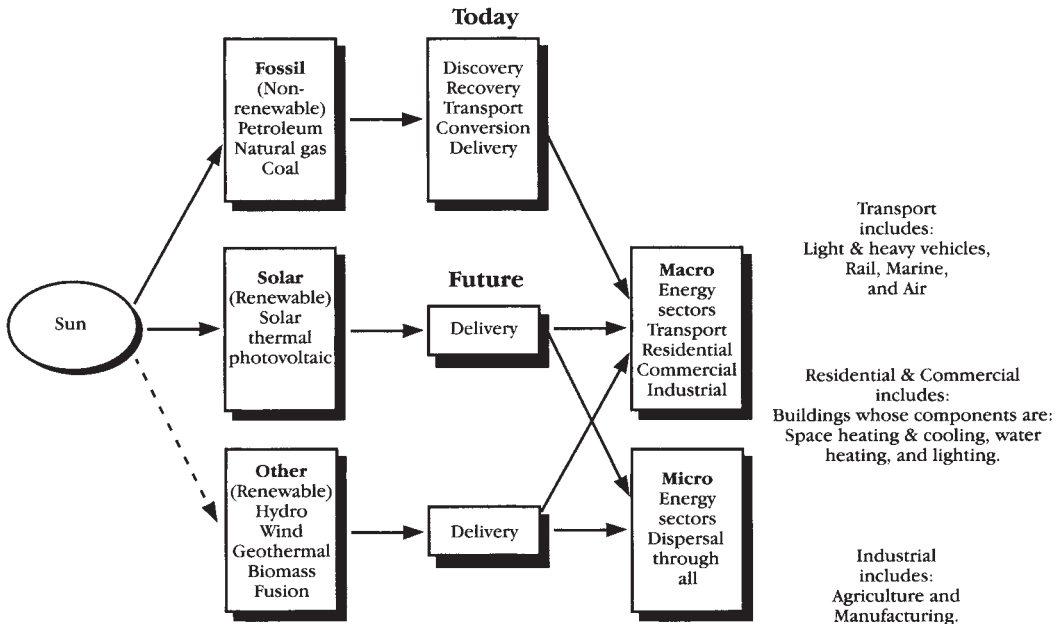 Today
Fossil
(Non-
renewable)
Petroleum
Natural gas
Coal
Discovery
Recovery
Transport
Conversion
Delivery
Transport
includes:
Light & heavy vehicles,
Rail, Marine,
and Air
Sun
Solar
(Renewable)
Solar
thermal
photovoltaic
Future
Delivery
Macro
Energy
sectors
Transport
Residential
Commercial
Industrial
Residential & Commercial
includes:
Buildings whose components are:
Space heating & cooling, water
heating, and lighting.
Other
(Renewable)
Hydro
Wind
Geothermal
Biomass
Fusion
Delivery
Micro
Energy
sectors
Dispersal
through
all
Industrial
includes:
Agriculture and
Manufacturing.